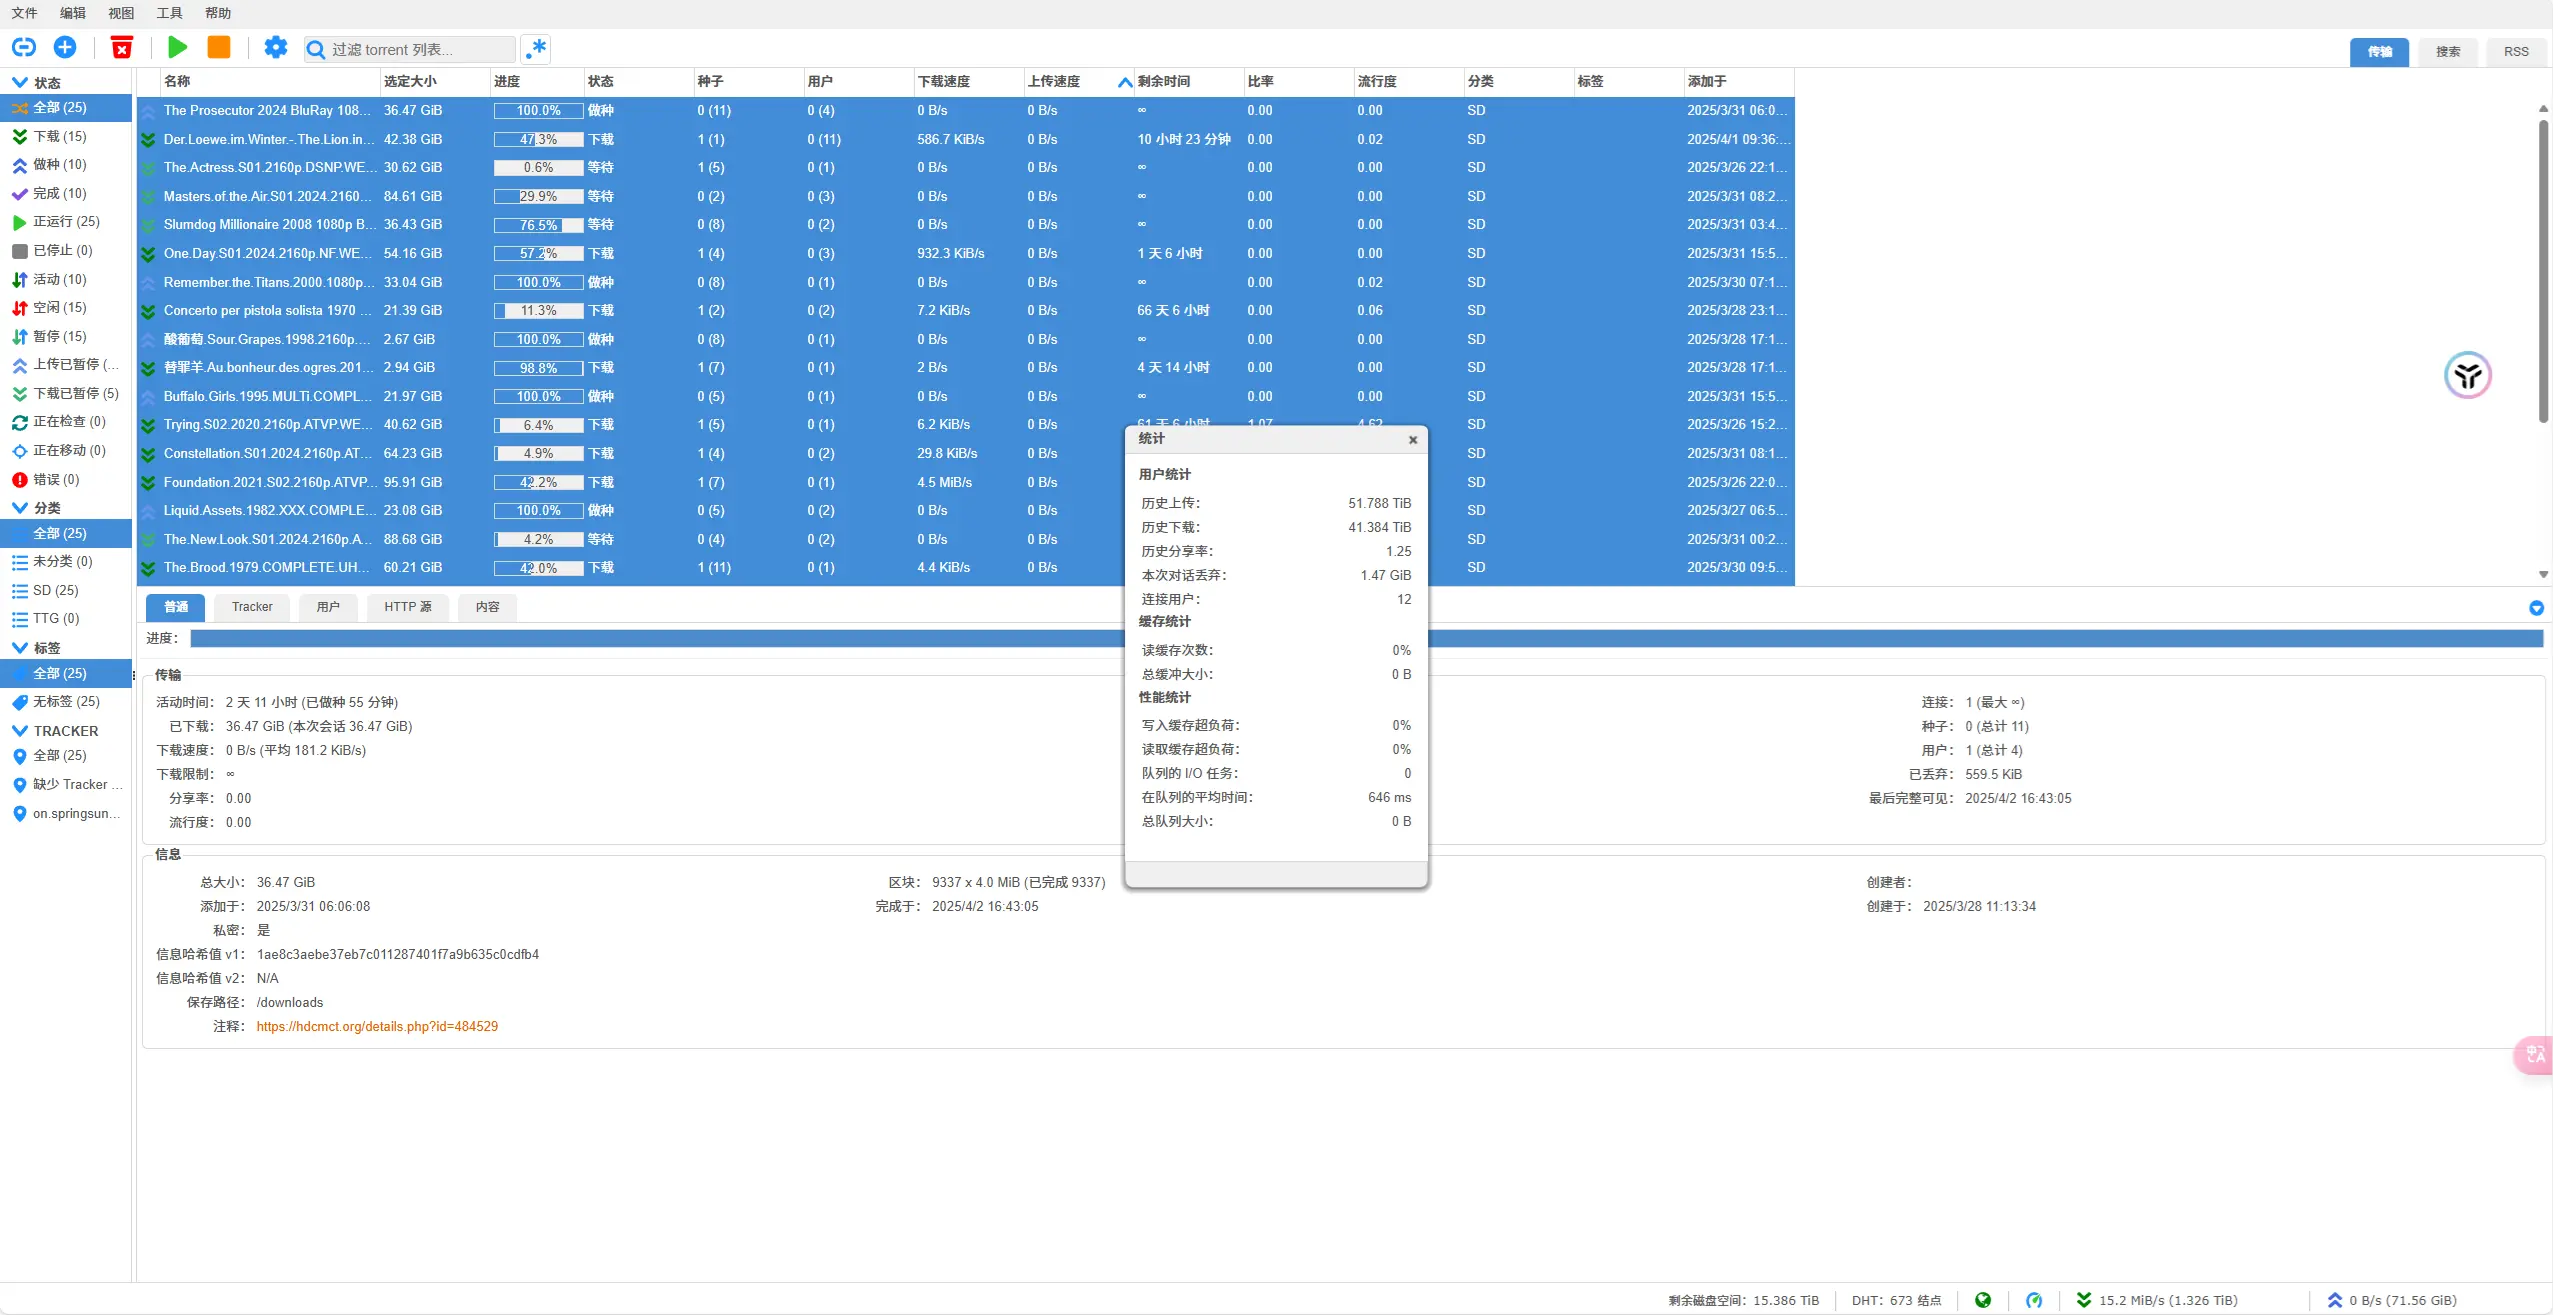 文件 编辑 视图 工具 帮助
过滤 torrent 列表...
传输 搜索 RSS
状态
全部 (25)
下载 (15)
做种 (10)
完成 (10)
正运行 (25)
已停止 (0)
活动 (10)
空闲 (15)
暂停 (15)
上传已暂停 (...
下载已暂停 (5)
正在检查 (0)
正在移动 (0)
错误 (0)
分类
全部 (25)
未分类 (0)
SD (25)
TTG (0)
标签
全部 (25)
无标签 (25)
TRACKER
全部 (25)
缺少 Tracker ...
on.springsun...
名称 选定大小 进度 状态 种子 用户 下载速度 上传速度 剩余时间 比率 流行度 分类 标签 添加于
The Prosecutor 2024 BluRay 108... 36.47 GiB 100.0% 做种 0 (11) 0 (4) 0 B/s 0 B/s ∞ 0.00 0.00 SD 2025/3/31 06:0...
Der.Loewe.im.Winter.-.The.Lion.in... 42.38 GiB 47.3% 下载 1 (1) 0 (11) 586.7 KiB/s 0 B/s 10 小时 23 分钟 0.00 0.02 SD 2025/4/1 09:36:...
The.Actress.S01.2160p.DSNP.WE... 30.62 GiB 0.6% 等待 1 (5) 0 (1) 0 B/s 0 B/s ∞ 0.00 0.00 SD 2025/3/26 22:1...
Masters.of.the.Air.S01.2024.2160... 84.61 GiB 29.9% 等待 0 (2) 0 (3) 0 B/s 0 B/s ∞ 0.00 0.00 SD 2025/3/31 08:2...
Slumdog Millionaire 2008 1080p B... 36.43 GiB 76.5% 等待 0 (8) 0 (2) 0 B/s 0 B/s ∞ 0.00 0.00 SD 2025/3/31 03:4...
One.Day.S01.2024.2160p.NF.WE... 54.16 GiB 57.2% 下载 1 (4) 0 (3) 932.3 KiB/s 0 B/s 1 天 6 小时 0.00 0.00 SD 2025/3/31 15:5...
Remember.the.Titans.2000.1080p... 33.04 GiB 100.0% 做种 0 (8) 0 (1) 0 B/s 0 B/s ∞ 0.00 0.02 SD 2025/3/30 07:1...
Concerto per pistola solista 1970 ... 21.39 GiB 11.3% 下载 1 (2) 0 (2) 7.2 KiB/s 0 B/s 66 天 6 小时 0.00 0.06 SD 2025/3/28 23:1...
酸葡萄.Sour.Grapes.1998.2160p.... 2.67 GiB 100.0% 做种 0 (8) 0 (1) 0 B/s 0 B/s ∞ 0.00 0.00 SD 2025/3/28 17:1...
替罪羊.Au.bonheur.des.ogres.201... 2.94 GiB 98.8% 下载 1 (7) 0 (1) 2 B/s 0 B/s 4 天 14 小时 0.00 0.00 SD 2025/3/28 17:1...
Buffalo.Girls.1995.MULTi.COMPL... 21.97 GiB 100.0% 做种 0 (5) 0 (1) 0 B/s 0 B/s ∞ 0.00 0.00 SD 2025/3/31 15:5...
Trying.S02.2020.2160p.ATVP.WE... 40.62 GiB 6.4% 下载 1 (5) 0 (1) 6.2 KiB/s 0 B/s 61 天 6 小时 1.07 4.62 SD 2025/3/26 15:2...
Constellation.S01.2024.2160p.AT... 64.23 GiB 4.9% 下载 1 (4) 0 (2) 29.8 KiB/s 0 B/s SD 2025/3/31 08:1...
Foundation.2021.S02.2160p.ATVP... 95.91 GiB 42.2% 下载 1 (7) 0 (1) 4.5 MiB/s 0 B/s SD 2025/3/26 22:0...
Liquid.Assets.1982.XXX.COMPLE... 23.08 GiB 100.0% 做种 0 (5) 0 (2) 0 B/s 0 B/s SD 2025/3/27 06:5...
The.New.Look.S01.2024.2160p.A... 88.68 GiB 4.2% 等待 0 (4) 0 (2) 0 B/s 0 B/s SD 2025/3/31 00:2...
The.Brood.1979.COMPLETE.UH... 60.21 GiB 42.0% 下载 1 (11) 0 (1) 4.4 KiB/s 0 B/s SD 2025/3/30 09:5...
统计
用户统计
历史上传： 51.788 TiB
历史下载： 41.384 TiB
历史分享率： 1.25
本次对话丢弃： 1.47 GiB
连接用户： 12
缓存统计
读缓存次数： 0%
总缓冲大小： 0 B
性能统计
写入缓存超负荷： 0%
读取缓存超负荷： 0%
队列的 I/O 任务： 0
在队列的平均时间： 646 ms
总队列大小： 0 B
普通 Tracker 用户 HTTP 源 内容
进度：
传输
活动时间： 2 天 11 小时 (已做种 55 分钟) 连接： 1 (最大 ∞)
已下载： 36.47 GiB (本次会话 36.47 GiB) 种子： 0 (总计 11)
下载速度： 0 B/s (平均 181.2 KiB/s) 用户： 1 (总计 4)
下载限制： ∞ 已丢弃： 559.5 KiB
分享率： 0.00 最后完整可见： 2025/4/2 16:43:05
流行度： 0.00
信息
总大小： 36.47 GiB 区块： 9337 x 4.0 MiB (已完成 9337) 创建者：
添加于： 2025/3/31 06:06:08 完成于： 2025/4/2 16:43:05 创建于： 2025/3/28 11:13:34
私密： 是
信息哈希值 v1： 1ae8c3aebe37eb7c011287401f7a9b635c0cdfb4
信息哈希值 v2： N/A
保存路径： /downloads
注释： https://hdcmct.org/details.php?id=484529
剩余磁盘空间：15.386 TiB DHT：673 结点 15.2 MiB/s (1.326 TiB) 0 B/s (71.56 GiB)